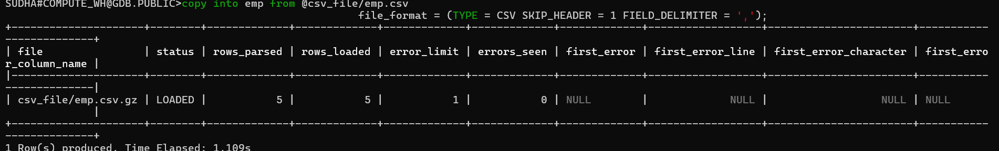 SUDHA#COMPUTE_WH@GDB.PUBLIC>copy into emp from @csv_file/emp.csv
                                                        file_format = (TYPE = CSV SKIP_HEADER = 1 FIELD_DELIMITER = ',');
+---------------------+--------+-------------+-------------+-------------+-------------+-------------+------------------+-----------------------+-----------
--------------+
| file                | status | rows_parsed | rows_loaded | error_limit | errors_seen | first_error | first_error_line | first_error_character | first_erro
r_column_name |
|---------------------+--------+-------------+-------------+-------------+-------------+-------------+------------------+-----------------------+-----------
--------------|
| csv_file/emp.csv.gz | LOADED |           5 |           5 |           1 |           0 | NULL        |             NULL |                  NULL | NULL
              |
+---------------------+--------+-------------+-------------+-------------+-------------+-------------+------------------+-----------------------+-----------
--------------+
1 Row(s) produced. Time Elapsed: 1.109s